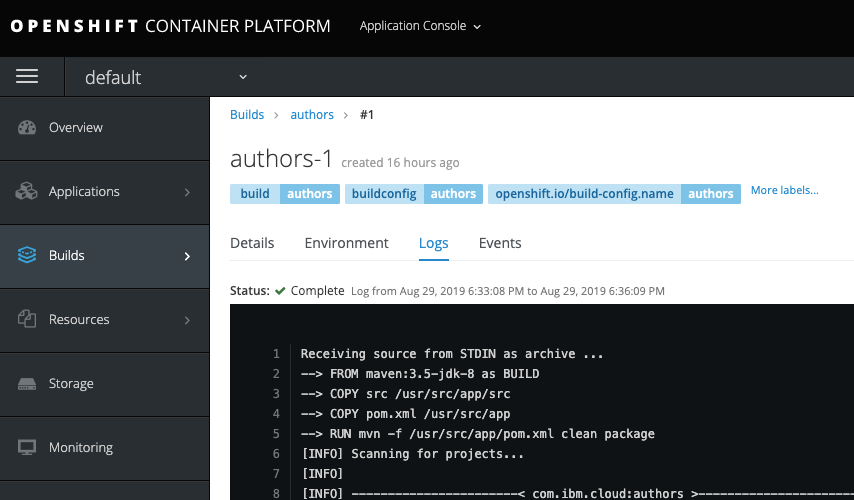 OPENSHIFT CONTAINER PLATFORM Application Console
default
Overview
Applications
Builds
Resources
Storage
Monitoring
Builds > authors > #1
authors-1 created 16 hours ago
build authors buildconfig authors openshift.io/build-config.name authors More labels...
Details Environment Logs Events
Status: Complete Log from Aug 29, 2019 6:33:08 PM to Aug 29, 2019 6:36:09 PM
1 Receiving source from STDIN as archive ...
2 --> FROM maven:3.5-jdk-8 as BUILD
3 --> COPY src /usr/src/app/src
4 --> COPY pom.xml /usr/src/app
5 --> RUN mvn -f /usr/src/app/pom.xml clean package
6 [INFO] Scanning for projects...
7 [INFO]
8 [INFO] -----------------------< com.ibm.cloud:authors >----------------------